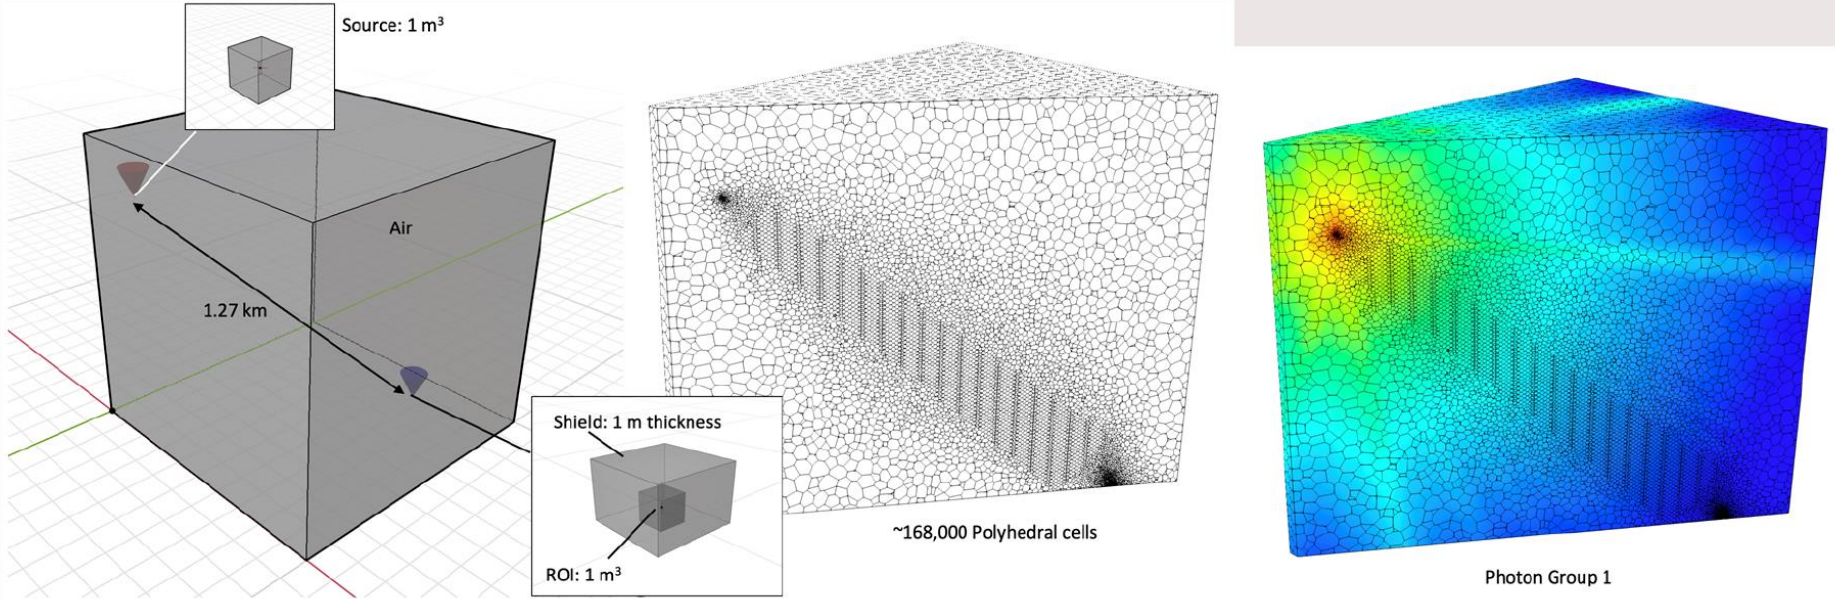 Source: 1 m³
Air
1.27 km
Shield: 1 m thickness
ROI: 1 m³
~168,000 Polyhedral cells
Photon Group 1